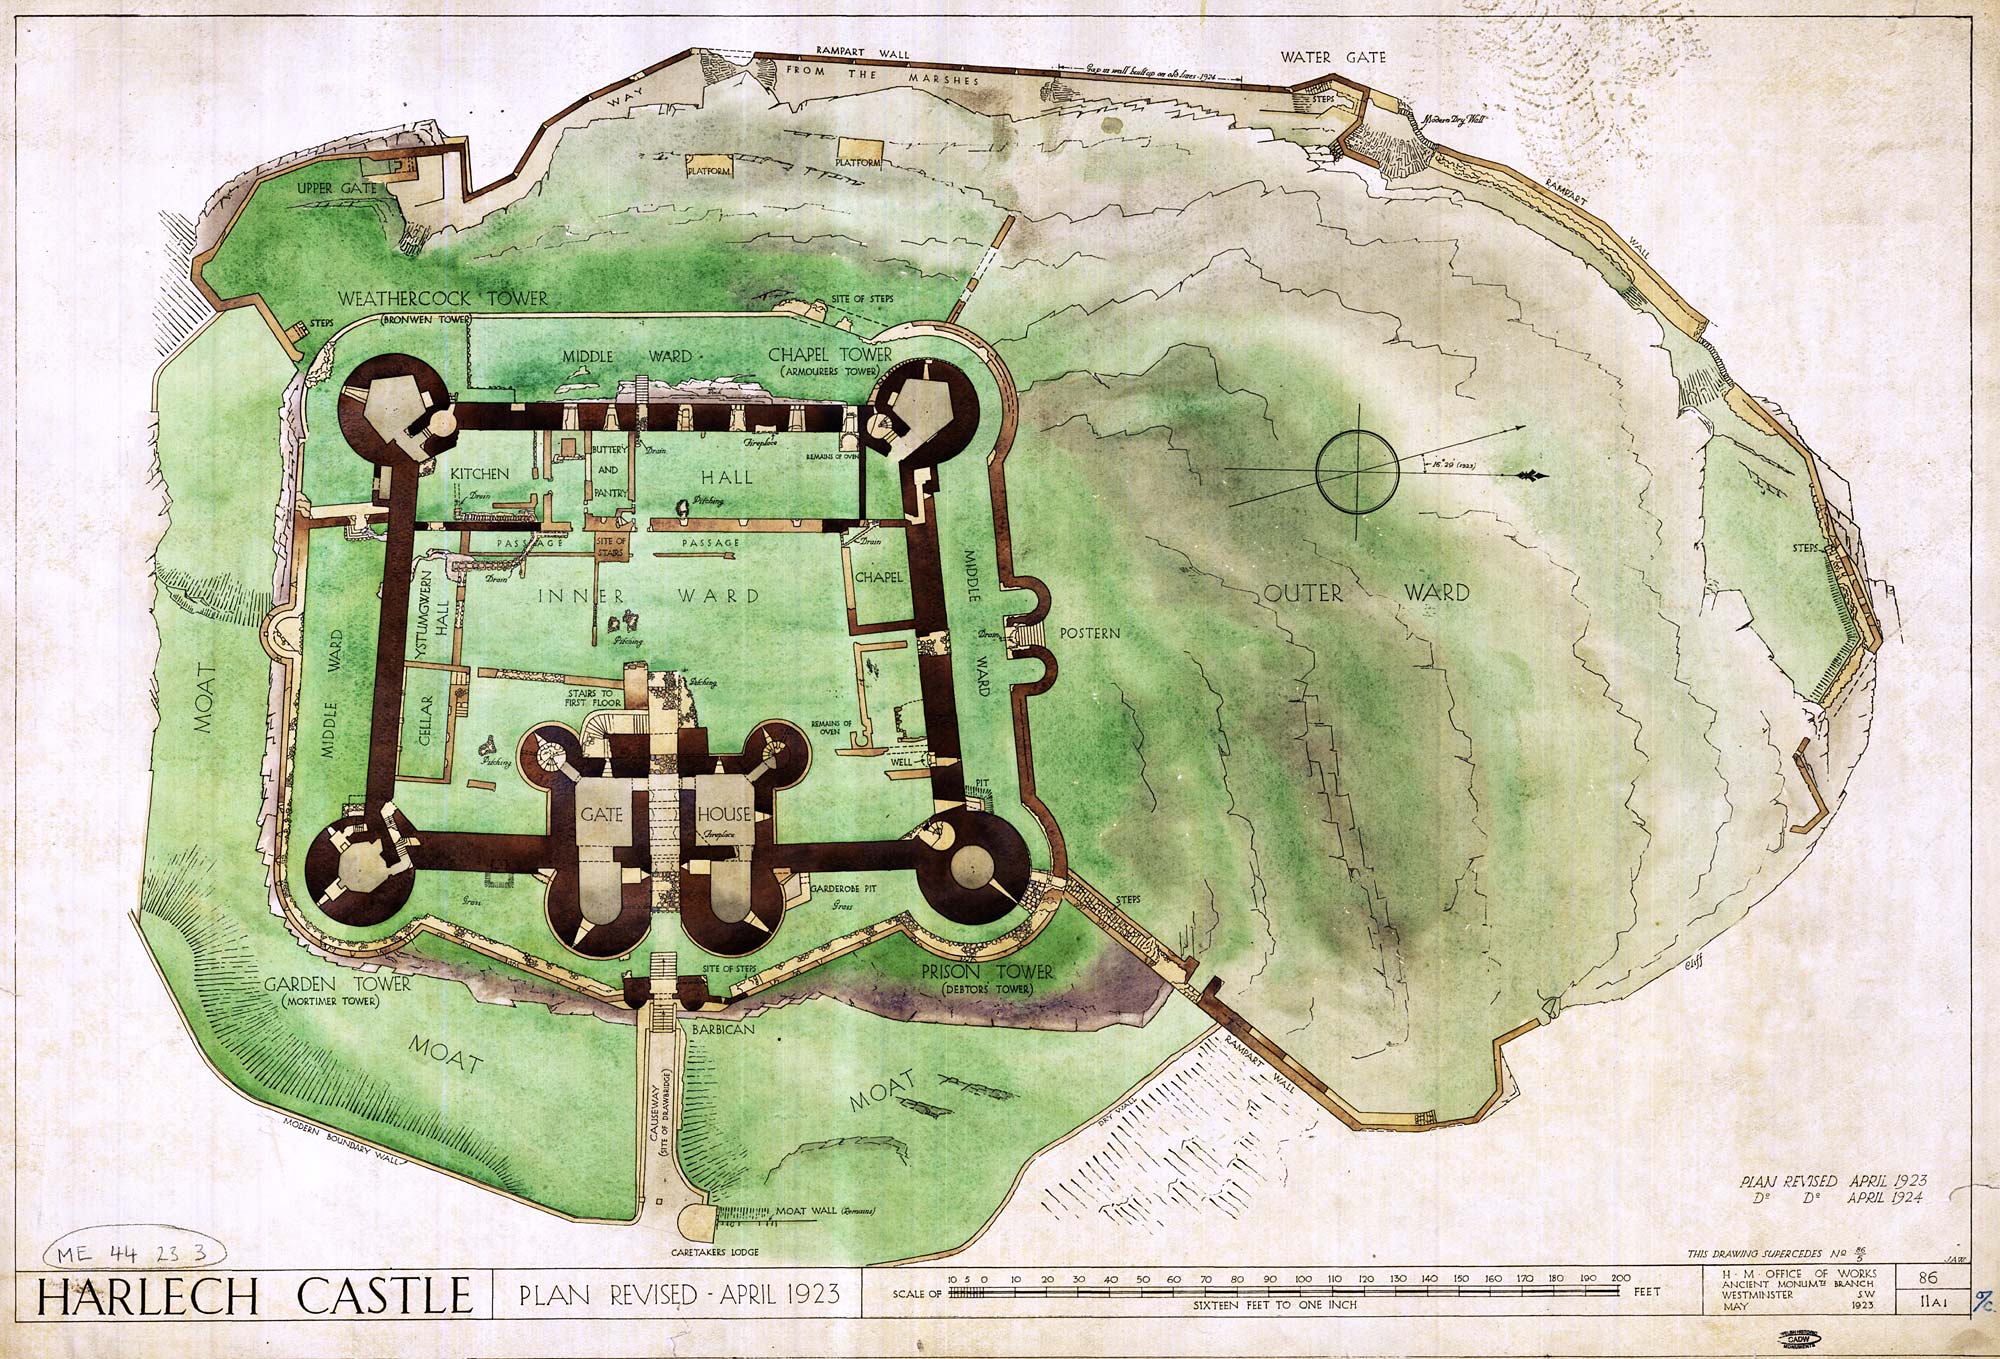 RAMPART WALL
WATER GATE
FROM THE MARSHES
Gap in wall built up on old lines - 1924
WAY
STEPS
Modern Dry Wall
PLATFORM
PLATFORM
UPPER GATE
RAMPART
WALL
WEATHERCOCK TOWER
(BRONWEN TOWER)
STEPS
SITE OF STEPS
MIDDLE WARD
CHAPEL TOWER
(ARMOURERS TOWER)
Fireplace
REMAINS OF OVEN
KITCHEN
BUTTERY
AND
PANTRY
Drain
HALL
Drain
Pitching
16° 29' (1923)
PASSAGE
SITE OF
STAIRS
PASSAGE
Drain
Drain
CHAPEL
YSTUMGWERN
HALL
INNER WARD
Pitching
MIDDLE
WARD
Drain
POSTERN
OUTER WARD
STEPS
MOAT
MIDDLE WARD
CELLAR
STAIRS TO
FIRST FLOOR
Pitching
Pitching
REMAINS OF
OVEN
WELL
PIT
GATE HOUSE
Fireplace
GARDEROBE PIT
Grass
Grass
STEPS
SITE OF STEPS
PRISON TOWER
(DEBTORS' TOWER)
GARDEN TOWER
(MORTIMER TOWER)
Cliff
BARBICAN
MOAT
MOAT
RAMPART WALL
CAUSEWAY
(SITE OF DRAWBRIDGE)
DRY WALL
MODERN BOUNDARY WALL
MOAT WALL (Remains)
CARETAKERS LODGE
PLAN REVISED APRIL 1923
Do Do APRIL 1924
THIS DRAWING SUPERCEDES No 86/5
JAW
ME 44 23 3
HARLECH CASTLE
PLAN REVISED - APRIL 1923
SCALE OF
10 5 0 10 20 30 40 50 60 70 80 90 100 110 120 130 140 150 160 170 180 190 200
FEET
SIXTEEN FEET TO ONE INCH
H · M · OFFICE OF WORKS
ANCIENT MONUMTS BRANCH
WESTMINSTER S.W
MAY 1923
86
11A1
CADW